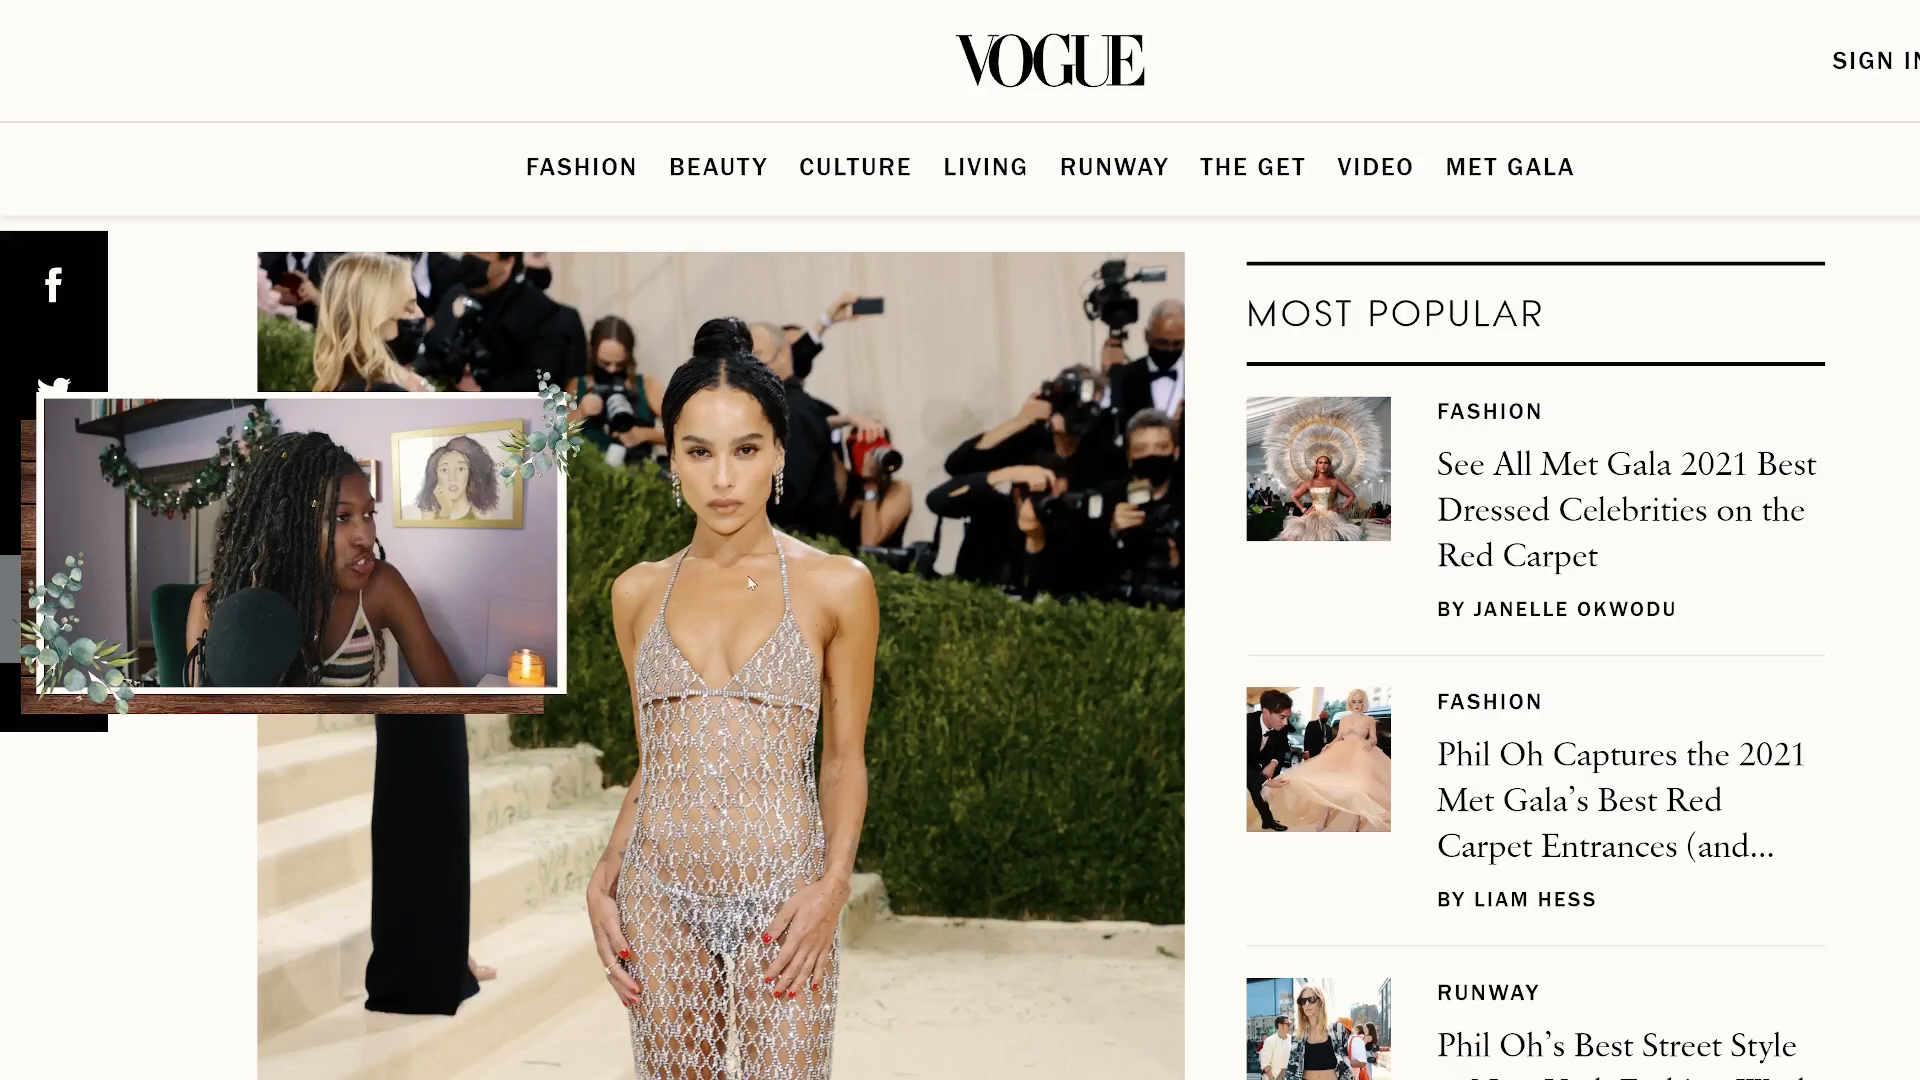 VOGUE
SIGN IN
FASHION BEAUTY CULTURE LIVING RUNWAY THE GET VIDEO MET GALA
MOST POPULAR
FASHION
See All Met Gala 2021 Best
Dressed Celebrities on the
Red Carpet
BY JANELLE OKWODU
FASHION
Phil Oh Captures the 2021
Met Gala’s Best Red
Carpet Entrances (and...
BY LIAM HESS
RUNWAY
Phil Oh’s Best Street Style